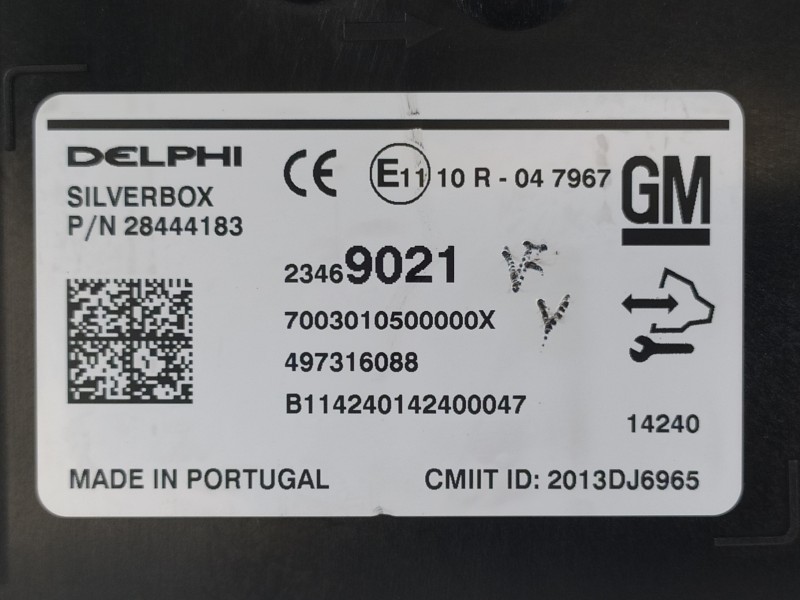 DELPHI
CE E11 10 R - 04 7967
GM
SILVERBOX
P/N 28444183
23469021
7003010500000X
497316088
B114240142400047
14240
MADE IN PORTUGAL
CMIIT ID: 2013DJ6965